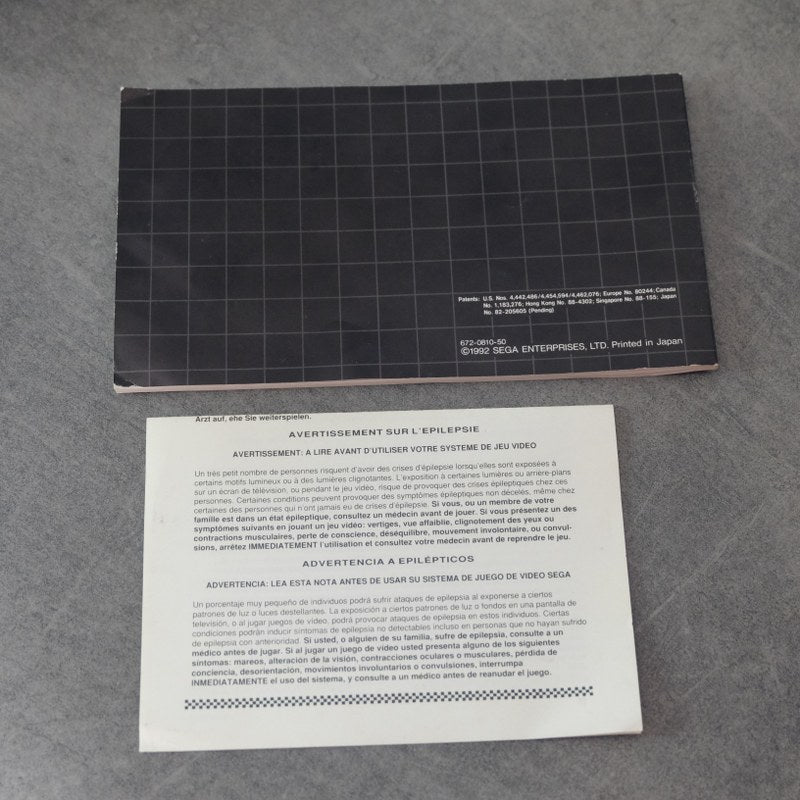 Patents: U.S. Nos. 4,442,486/4,454,594/4,462,076; Europe No. 80244; Canada
No. 1,183,276; Hong Kong No. 88-4302; Singapore No. 88-155; Japan
No. 82-205605 (Pending)
672-0810-50
©1992 SEGA ENTERPRISES, LTD. Printed in Japan
Arzt auf, ehe Sie weiterspielen.
AVERTISSEMENT SUR L'EPILEPSIE
AVERTISSEMENT: A LIRE AVANT D'UTILISER VOTRE SYSTEME DE JEU VIDEO
Un très petit nombre de personnes risquent d'avoir des crises d'épilepsie lorsqu'elles sont exposées à
certains motifs lumineux ou à des lumières clignotantes. L'exposition à certaines lumières ou arrière-plans
sur un écran de télévision, ou pendant le jeu vidéo, risque de provoquer des crises épileptiques chez ces
personnes. Certaines conditions peuvent provoquer des symptômes épileptiques non décelés, même chez
certaines des personnes qui n'ont jamais eu de crises d'épilepsie. Si vous, ou un membre de votre
famille est dans un état épileptique, consultez un médecin avant de jouer. Si vous présentez un des
symptômes suivants en jouant un jeu vidéo: vertiges, vue affaiblie, clignotement des yeux ou
contractions musculaires, perte de conscience, déséquilibre, mouvement involontaire, ou convul-
sions, arrêtez IMMEDIATEMENT l'utilisation et consultez votre médecin avant de reprendre le jeu.
ADVERTENCIA A EPILÉPTICOS
ADVERTENCIA: LEA ESTA NOTA ANTES DE USAR SU SISTEMA DE JUEGO DE VIDEO SEGA
Un porcentaje muy pequeño de individuos podrá sufrir ataques de epilepsia al exponerse a ciertos
patrones de luz o luces destellantes. La exposición a ciertos patrones de luz o fondos en una pantalla de
televisión, o al jugar juegos de vídeo, podrá provocar ataques de epilepsia en estos individuos. Ciertas
condiciones podrán inducir síntomas de epilepsia no detectables incluso en personas que no hayan sufrido
de epilepsia con anterioridad. Si usted, o alguien de su familia, sufre de epilepsia, consulte a un
médico antes de jugar. Si al jugar un juego de vídeo usted presenta alguno de los siguientes
síntomas: mareos, alteración de la visión, contracciones oculares o musculares, pérdida de
conciencia, desorientación, movimientos involuntarios o convulsiones, interrumpa
INMEDIATAMENTE el uso del sistema, y consulte a un médico antes de reanudar el juego.